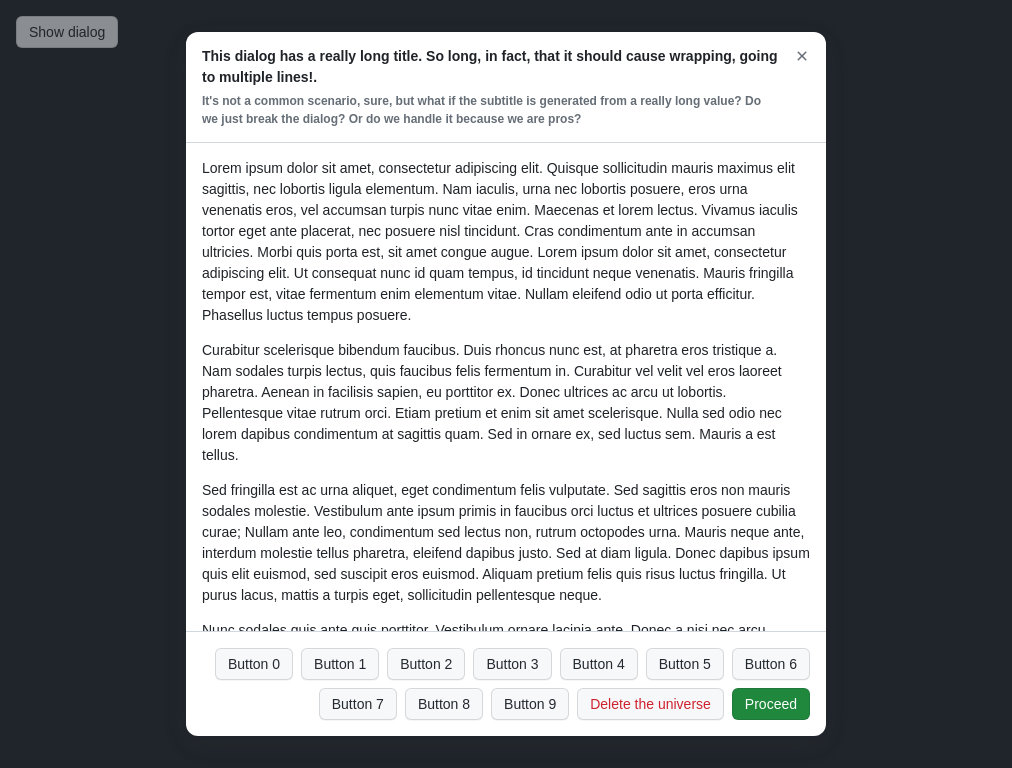 Show dialog
This dialog has a really long title. So long, in fact, that it should cause wrapping, going
to multiple lines!.
It's not a common scenario, sure, but what if the subtitle is generated from a really long value? Do
we just break the dialog? Or do we handle it because we are pros?
Lorem ipsum dolor sit amet, consectetur adipiscing elit. Quisque sollicitudin mauris maximus elit
sagittis, nec lobortis ligula elementum. Nam iaculis, urna nec lobortis posuere, eros urna
venenatis eros, vel accumsan turpis nunc vitae enim. Maecenas et lorem lectus. Vivamus iaculis
tortor eget ante placerat, nec posuere nisl tincidunt. Cras condimentum ante in accumsan
ultricies. Morbi quis porta est, sit amet congue augue. Lorem ipsum dolor sit amet, consectetur
adipiscing elit. Ut consequat nunc id quam tempus, id tincidunt neque venenatis. Mauris fringilla
tempor est, vitae fermentum enim elementum vitae. Nullam eleifend odio ut porta efficitur.
Phasellus luctus tempus posuere.
Curabitur scelerisque bibendum faucibus. Duis rhoncus nunc est, at pharetra eros tristique a.
Nam sodales turpis lectus, quis faucibus felis fermentum in. Curabitur vel velit vel eros laoreet
pharetra. Aenean in facilisis sapien, eu porttitor ex. Donec ultrices ac arcu ut lobortis.
Pellentesque vitae rutrum orci. Etiam pretium et enim sit amet scelerisque. Nulla sed odio nec
lorem dapibus condimentum at sagittis quam. Sed in ornare ex, sed luctus sem. Mauris a est
tellus.
Sed fringilla est ac urna aliquet, eget condimentum felis vulputate. Sed sagittis eros non mauris
sodales molestie. Vestibulum ante ipsum primis in faucibus orci luctus et ultrices posuere cubilia
curae; Nullam ante leo, condimentum sed lectus non, rutrum octopodes urna. Mauris neque ante,
interdum molestie tellus pharetra, eleifend dapibus justo. Sed at diam ligula. Donec dapibus ipsum
quis elit euismod, sed suscipit eros euismod. Aliquam pretium felis quis risus luctus fringilla. Ut
purus lacus, mattis a turpis eget, sollicitudin pellentesque neque.
Nunc sodales quis ante quis porttitor. Vestibulum ornare lacinia ante. Donec a nisi nec arcu
Button 0 Button 1 Button 2 Button 3 Button 4 Button 5 Button 6
Button 7 Button 8 Button 9 Delete the universe Proceed